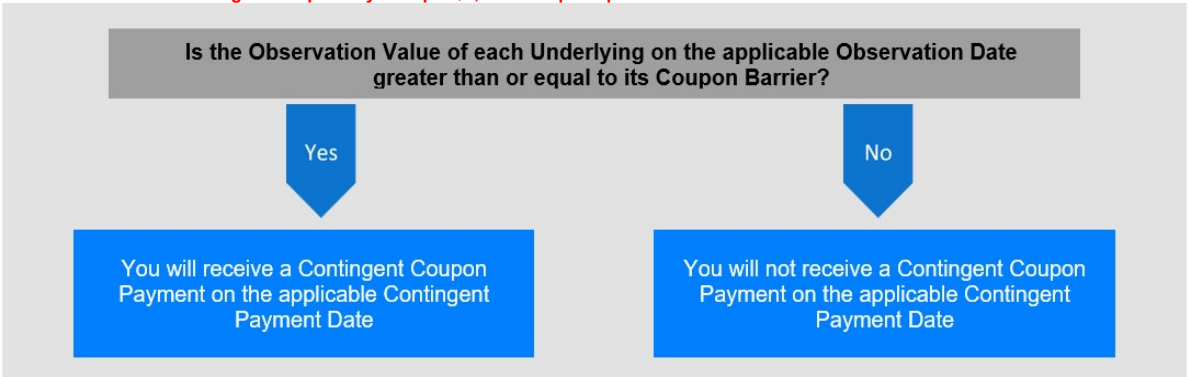 Is the Observation Value of each Underlying on the applicable Observation Date
greater than or equal to its Coupon Barrier?
Yes
No
You will receive a Contingent Coupon
Payment on the applicable Contingent
Payment Date
You will not receive a Contingent Coupon
Payment on the applicable Contingent
Payment Date